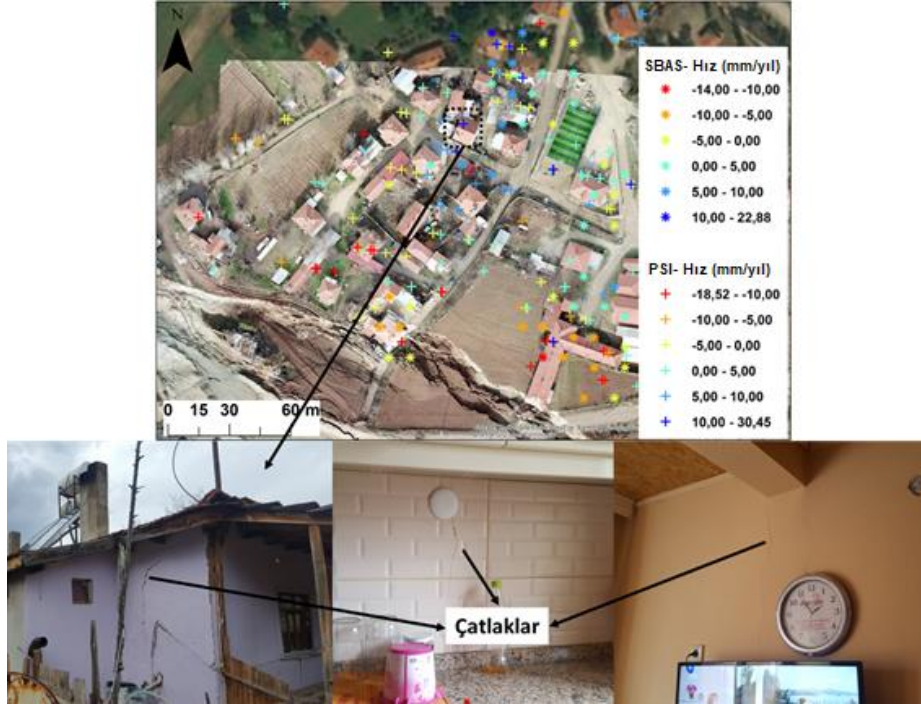 N
SBAS- Hız (mm/yıl)
-14,00 - -10,00
-10,00 - -5,00
-5,00 - 0,00
0,00 - 5,00
5,00 - 10,00
10,00 - 22,88
PSI- Hız (mm/yıl)
-18,52 - -10,00
-10,00 - -5,00
-5,00 - 0,00
0,00 - 5,00
5,00 - 10,00
10,00 - 30,45
0 15 30 60 m
Çatlaklar